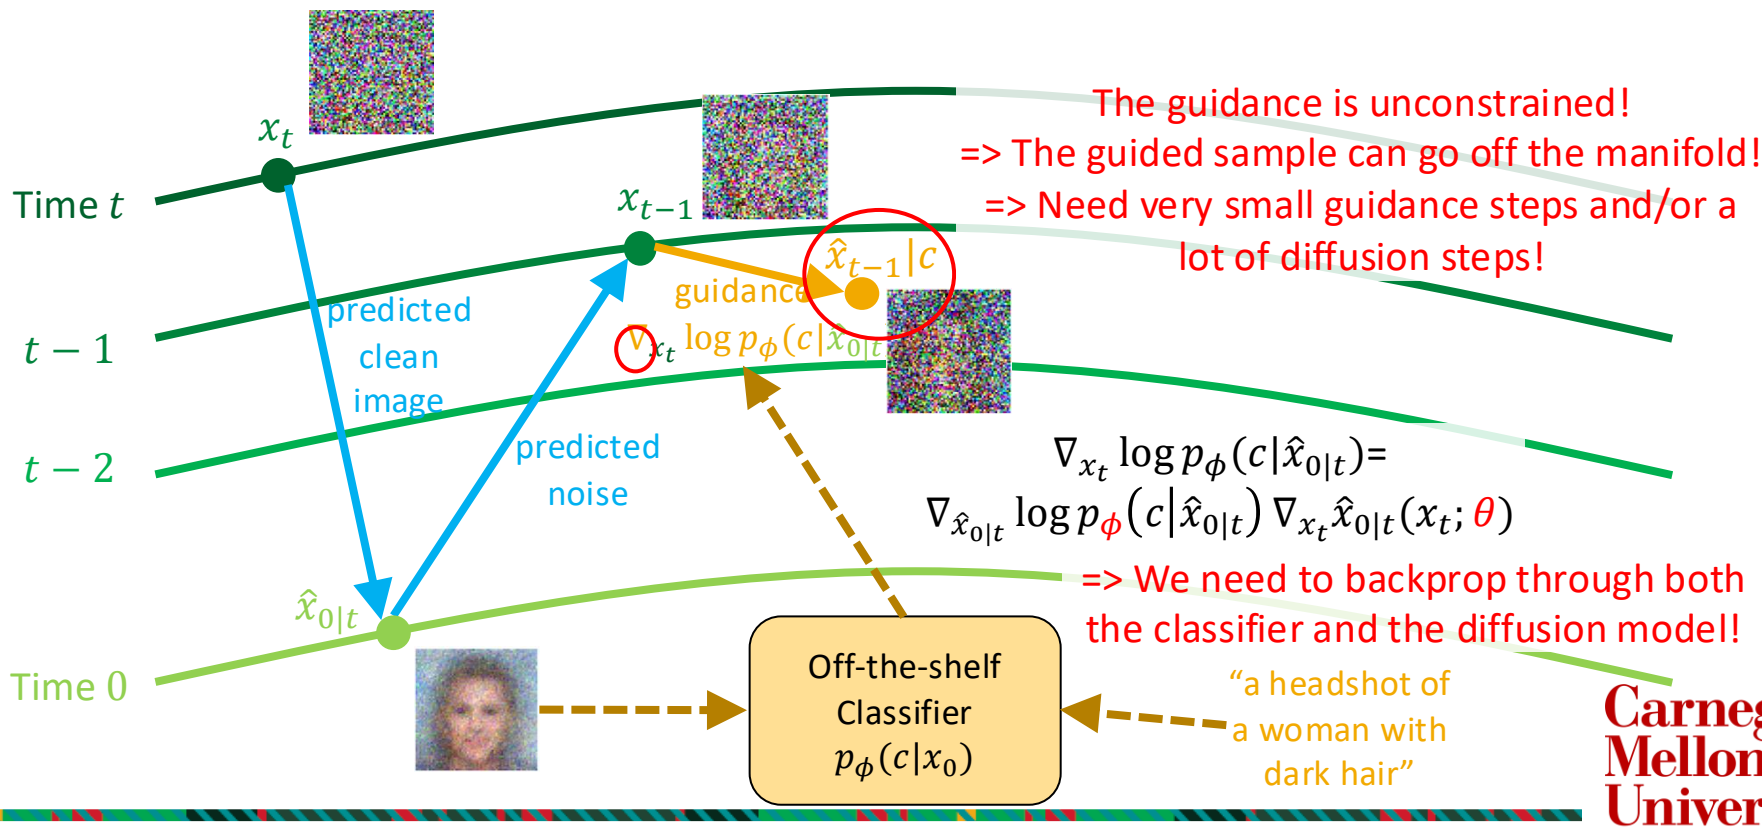 The guidance is unconstrained!
=> The guided sample can go off the manifold!
=> Need very small guidance steps and/or a
lot of diffusion steps!
Time t
x_t
x_{t−1}
x̂_{t−1}|c
guidance
∇_{x_t} log p_ϕ(c|x̂_{0|t}
t − 1
predicted
clean
image
t − 2
predicted
noise
∇_{x_t} log p_ϕ(c|x̂_{0|t})=
∇_{x̂_{0|t}} log p_ϕ(c|x̂_{0|t}) ∇_{x_t} x̂_{0|t}(x_t; θ)
=> We need to backprop through both
the classifier and the diffusion model!
x̂_{0|t}
Time 0
Off-the-shelf
Classifier
p_ϕ(c|x_0)
“a headshot of
a woman with
dark hair”
Carneg
Mellon
Univer